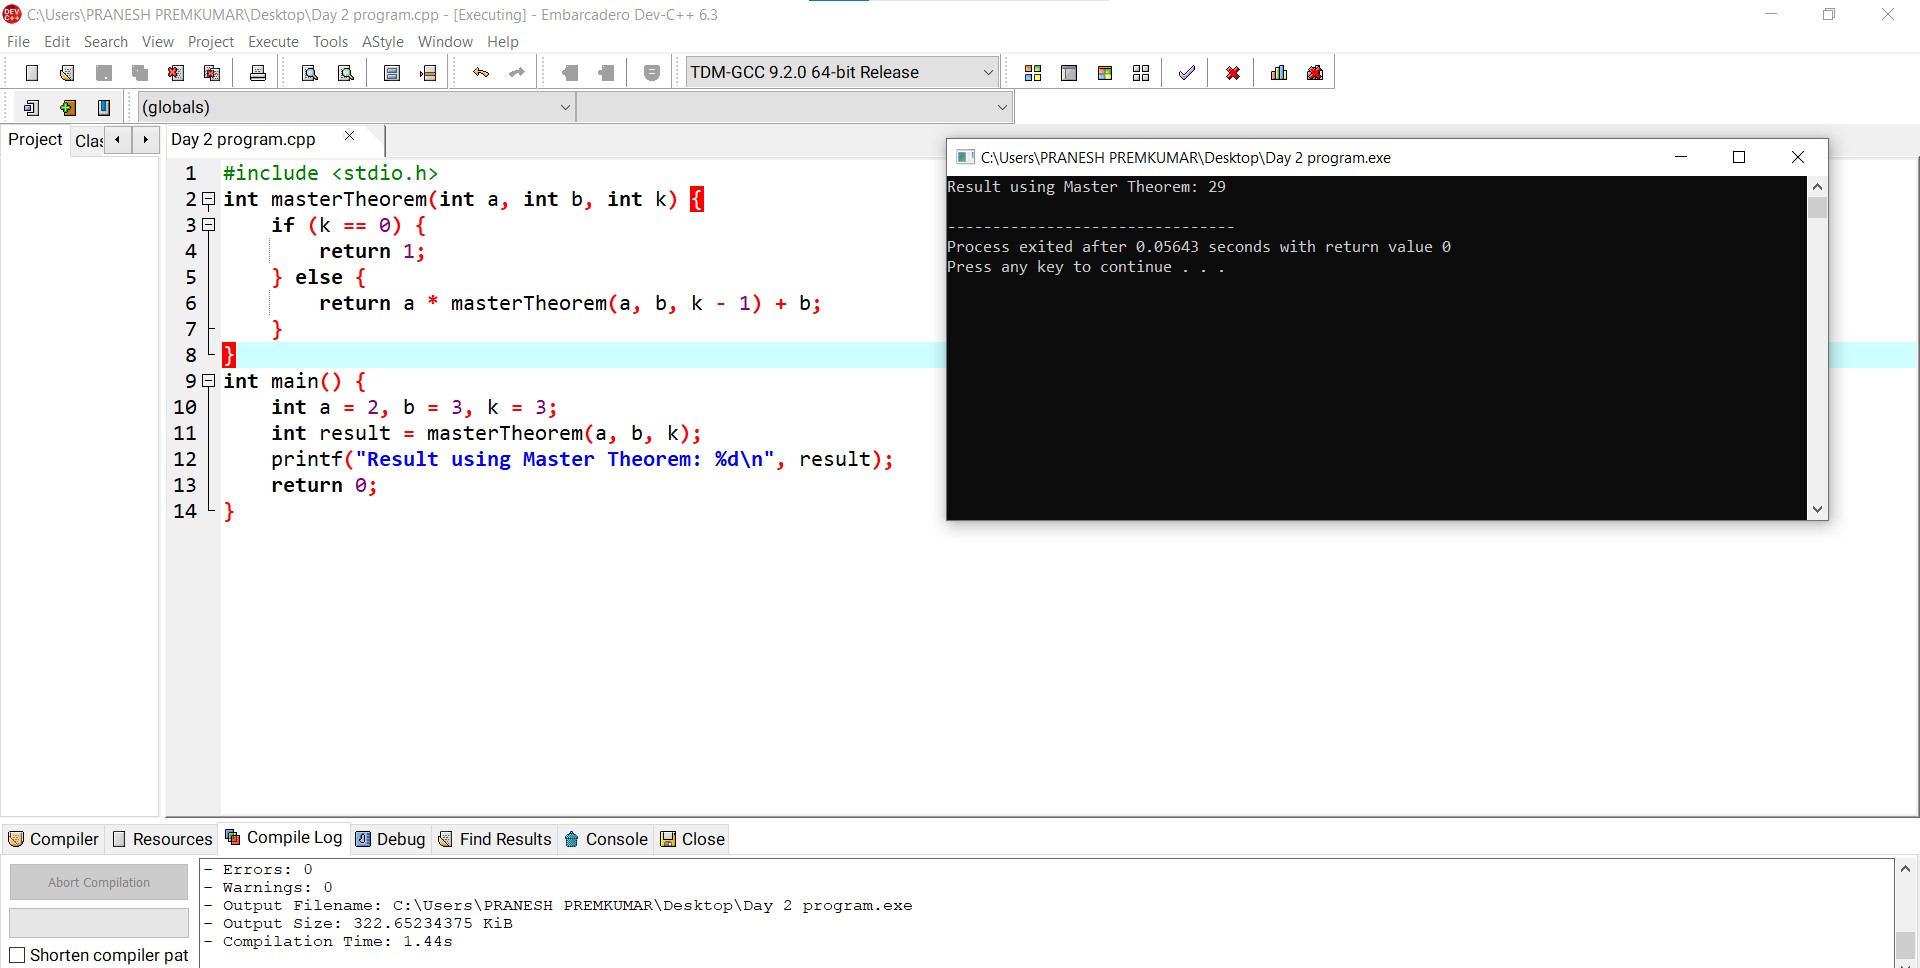 C:\Users\PRANESH PREMKUMAR\Desktop\Day 2 program.cpp - [Executing] - Embarcadero Dev-C++ 6.3
File Edit Search View Project Execute Tools AStyle Window Help
TDM-GCC 9.2.0 64-bit Release
(globals)
Project Clas
Day 2 program.cpp
1 #include <stdio.h>
2 int masterTheorem(int a, int b, int k) {
3     if (k == 0) {
4         return 1;
5     } else {
6         return a * masterTheorem(a, b, k - 1) + b;
7     }
8 }
9 int main() {
10     int a = 2, b = 3, k = 3;
11     int result = masterTheorem(a, b, k);
12     printf("Result using Master Theorem: %d\n", result);
13     return 0;
14 }
C:\Users\PRANESH PREMKUMAR\Desktop\Day 2 program.exe
Result using Master Theorem: 29
--------------------------------
Process exited after 0.05643 seconds with return value 0
Press any key to continue . . .
Compiler Resources Compile Log Debug Find Results Console Close
Abort Compilation
Shorten compiler pat
- Errors: 0
- Warnings: 0
- Output Filename: C:\Users\PRANESH PREMKUMAR\Desktop\Day 2 program.exe
- Output Size: 322.65234375 KiB
- Compilation Time: 1.44s